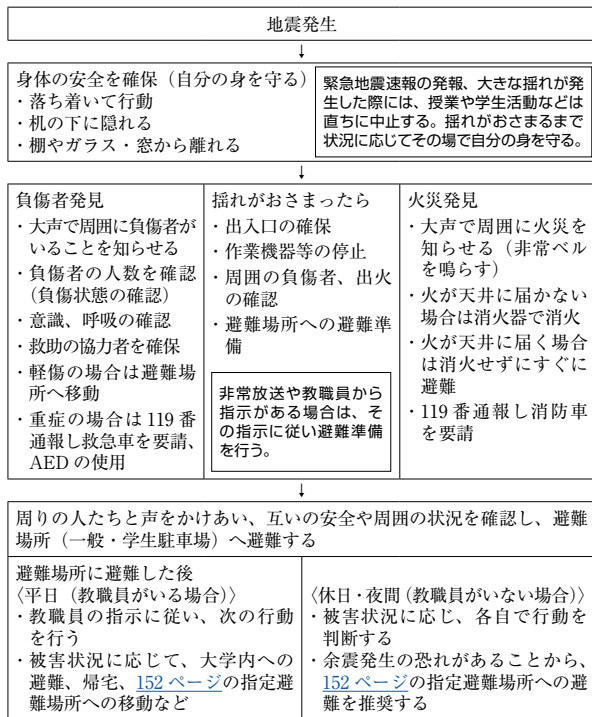 地震発生
↓
身体の安全を確保(自分の身を守る)
・落ち着いて行動
・机の下に隠れる
・棚やガラス・窓から離れる
緊急地震速報の発報、大きな揺れが発
生した際には、授業や学生活動などは
直ちに中止する。揺れがおさまるまで
状況に応じてその場で自分の身を守る。
↓
負傷者発見
・大声で周囲に負傷者が
いることを知らせる
・負傷者の人数を確認
(負傷状態の確認)
・意識、呼吸の確認
・救助の協力者を確保
・軽傷の場合は避難場
所へ移動
・重症の場合は 119 番
通報し救急車を要請、
AED の使用
揺れがおさまったら
・出入口の確保
・作業機器等の停止
・周囲の負傷者、出火
の確認
・避難場所への避難準
備
非常放送や教職員から
指示がある場合は、そ
の指示に従い避難準備
を行う。
火災発見
・大声で周囲に火災を
知らせる(非常ベル
を鳴らす)
・火が天井に届かない
場合は消火器で消火
・火が天井に届く場合
は消火せずにすぐに
避難
・119 番通報し消防車
を要請
↓
周りの人たちと声をかけあい、互いの安全や周囲の状況を確認し、避難
場所(一般・学生駐車場)へ避難する
避難場所に避難した後
〈平日(教職員がいる場合)〉
・教職員の指示に従い、次の行動
を行う
・被害状況に応じて、大学内への
避難、帰宅、152 ページの指定避
難場所への移動など
〈休日・夜間(教職員がいない場合)〉
・被害状況に応じ、各自で行動を
判断する
・余震発生の恐れがあることから、
152 ページの指定避難場所への避
難を推奨する